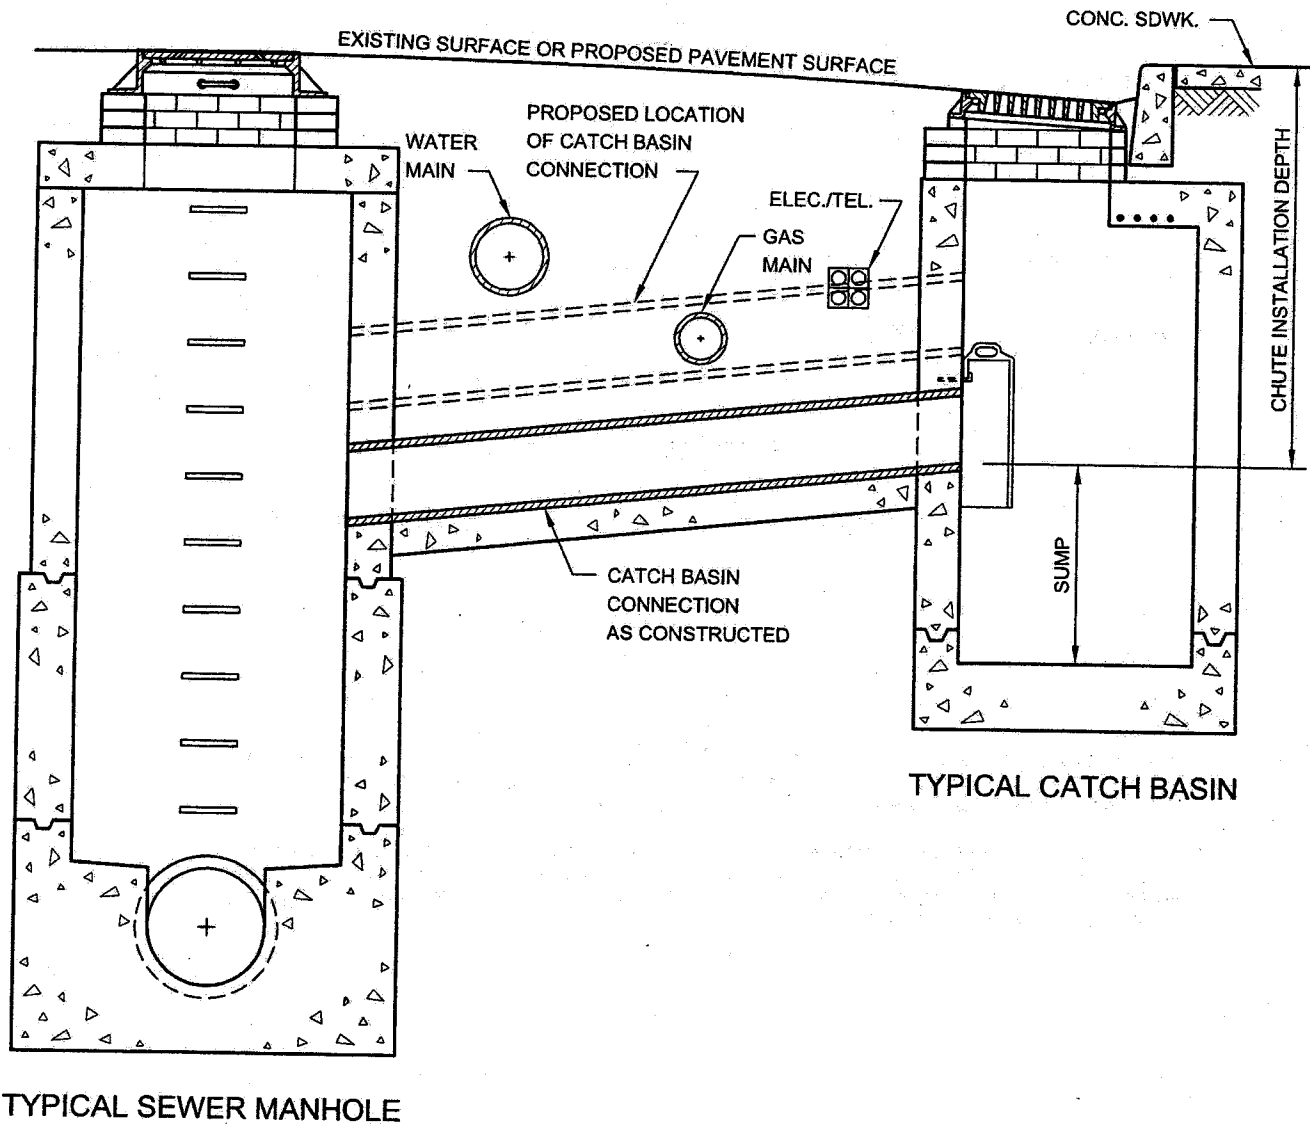 CONC. SDWK.
EXISTING SURFACE OR PROPOSED PAVEMENT SURFACE
PROPOSED LOCATION
OF CATCH BASIN
CONNECTION
WATER
MAIN
ELEC./TEL.
GAS
MAIN
CHUTE INSTALLATION DEPTH
SUMP
CATCH BASIN
CONNECTION
AS CONSTRUCTED
TYPICAL CATCH BASIN
TYPICAL SEWER MANHOLE